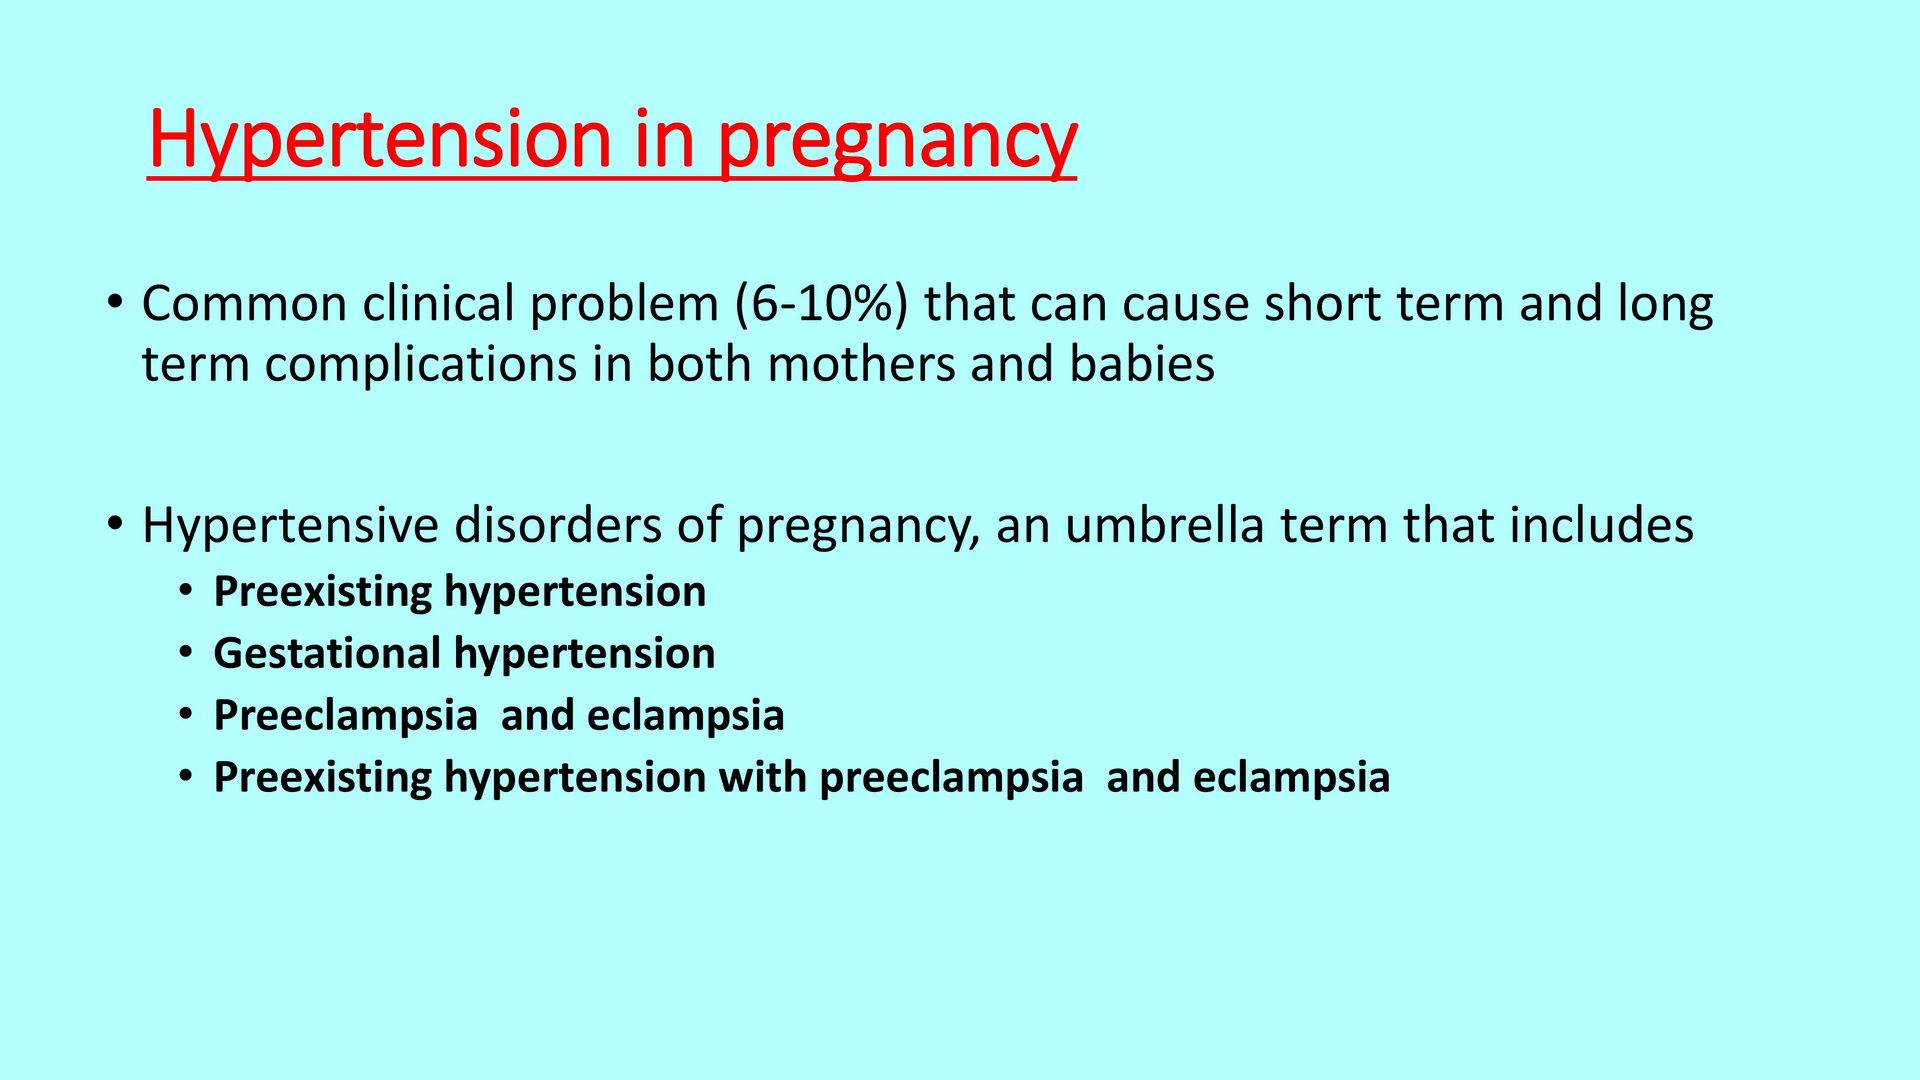 Hypertension in pregnancy
• Common clinical problem (6-10%) that can cause short term and long
term complications in both mothers and babies
• Hypertensive disorders of pregnancy, an umbrella term that includes
• Preexisting hypertension
• Gestational hypertension
• Preeclampsia  and eclampsia
• Preexisting hypertension with preeclampsia  and eclampsia